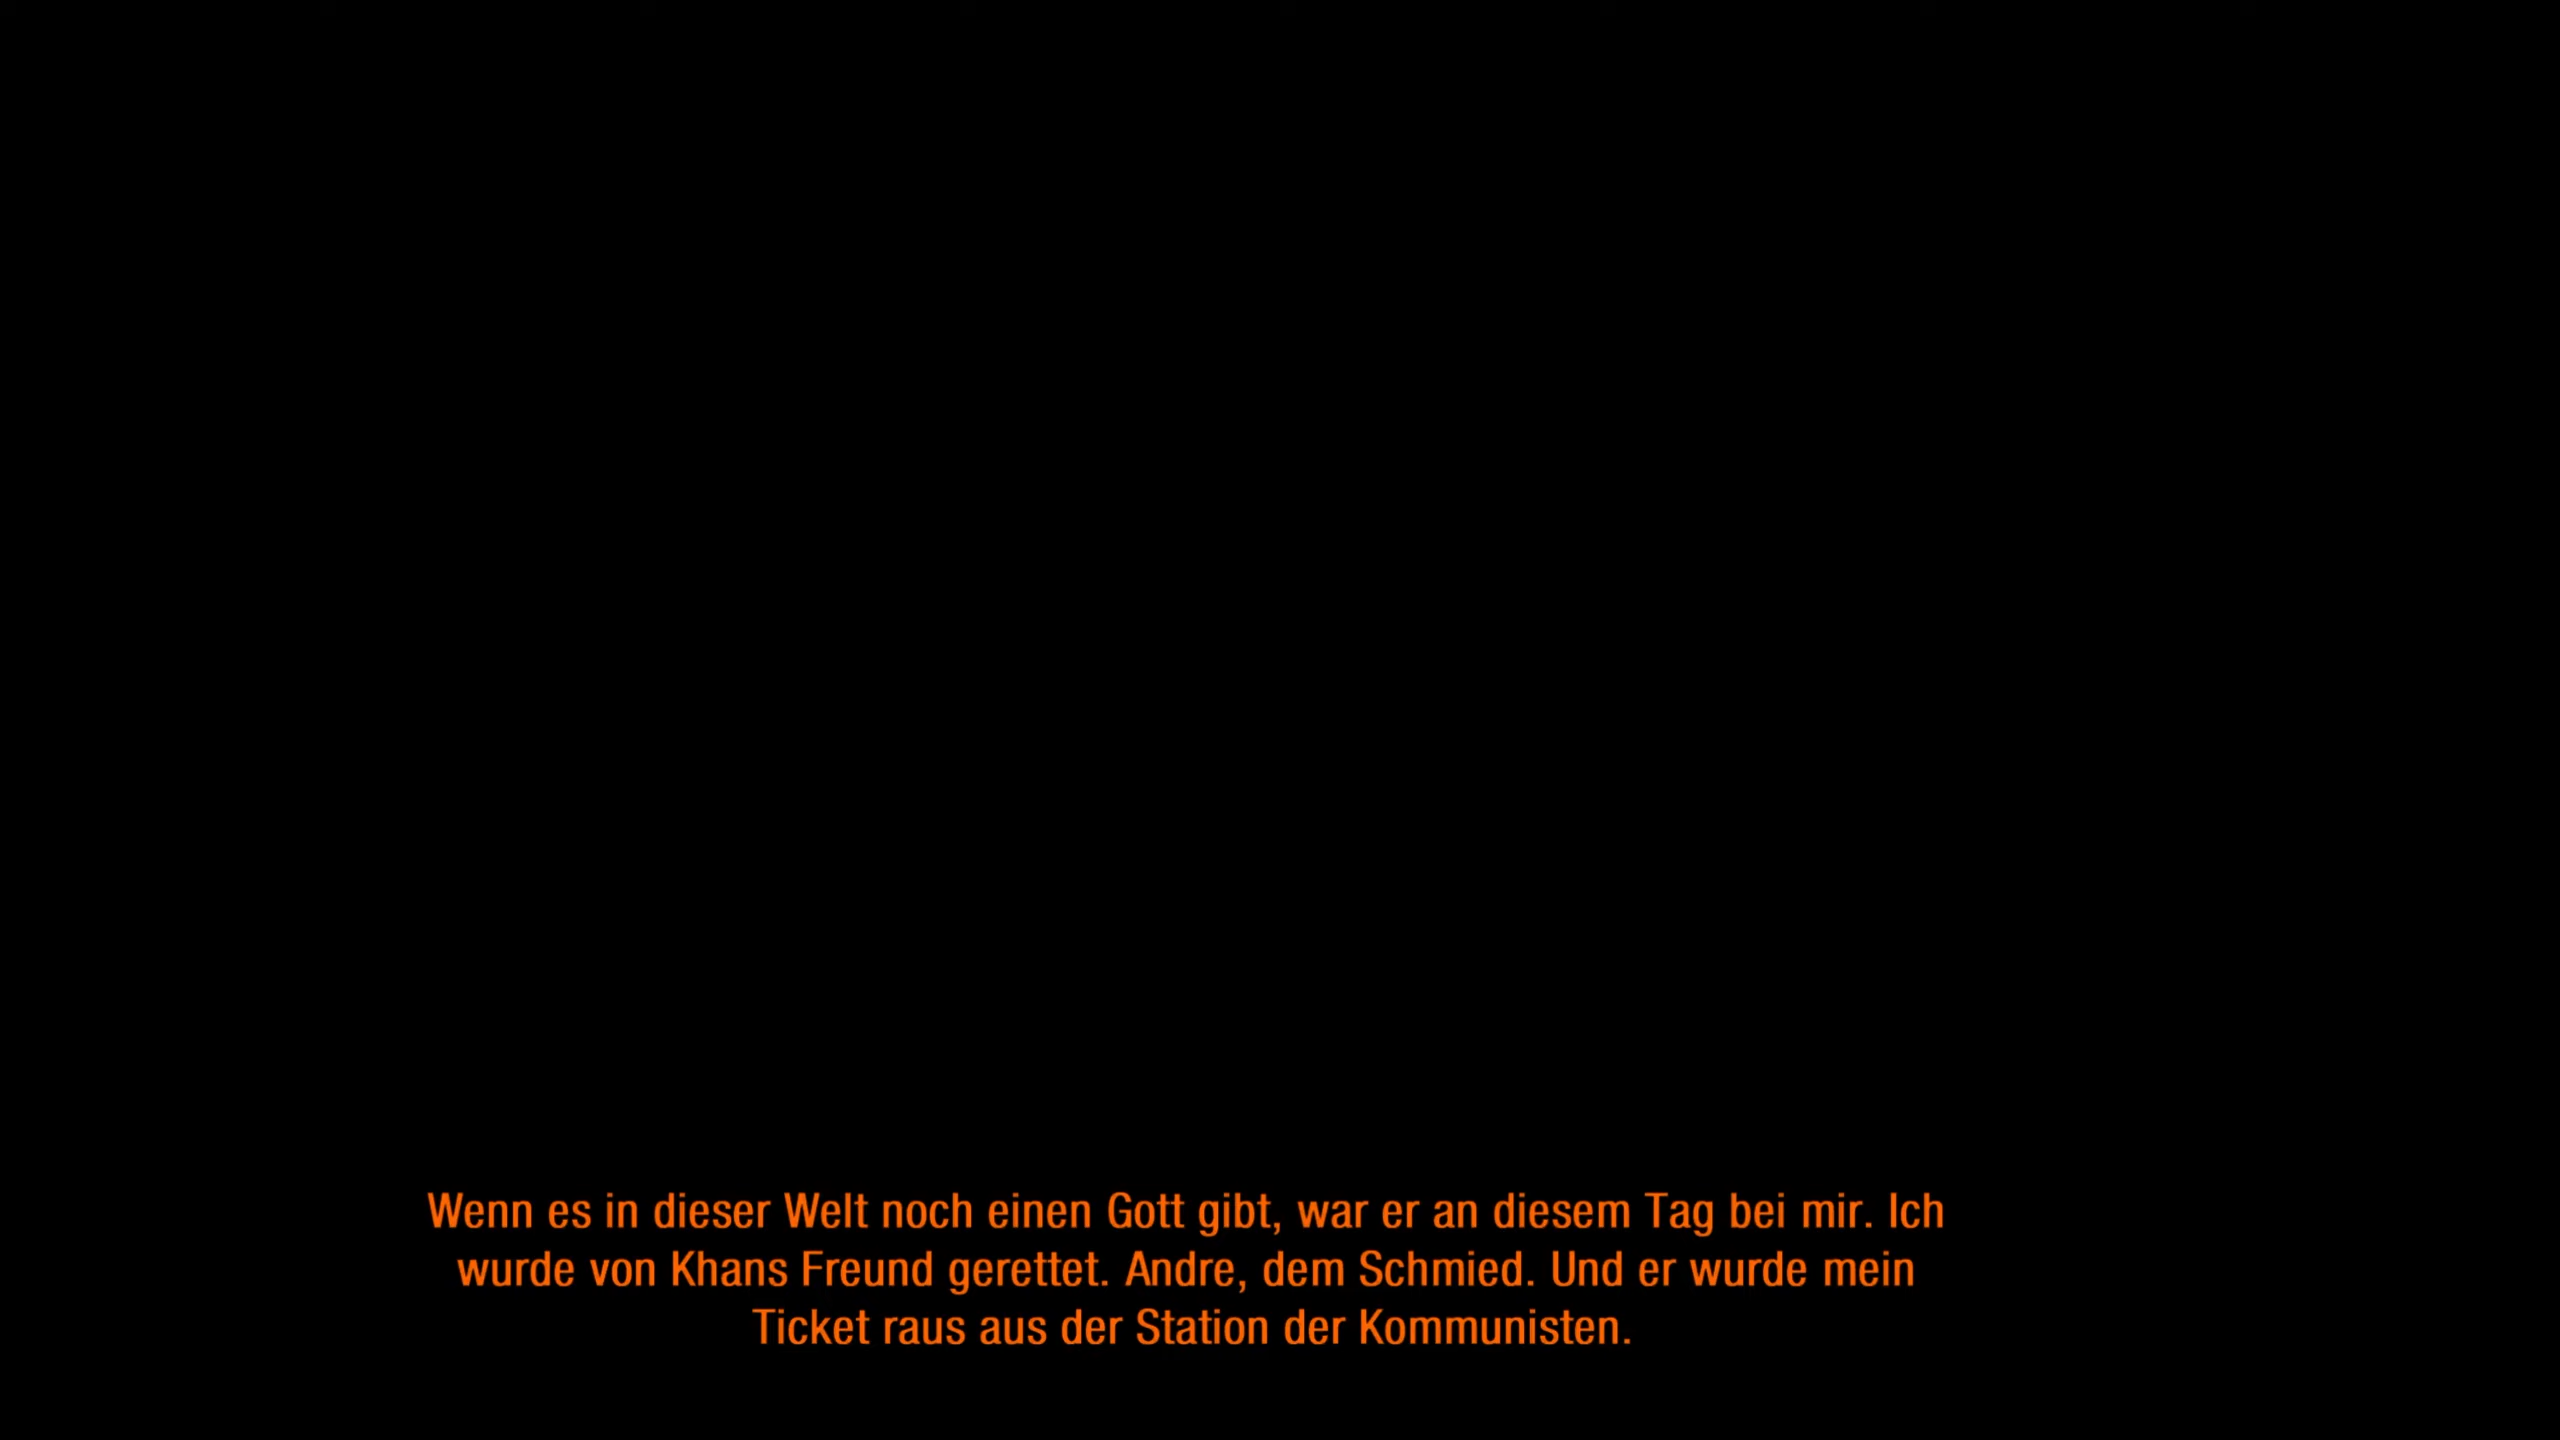 Wenn es in dieser Welt noch einen Gott gibt, war er an diesem Tag bei mir. Ich
wurde von Khans Freund gerettet. Andre, dem Schmied. Und er wurde mein
Ticket raus aus der Station der Kommunisten.